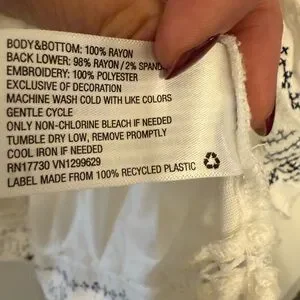 BODY&BOTTOM: 100% RAYON
BACK LOWER: 98% RAYON / 2% SPAND
EMBROIDERY: 100% POLYESTER
EXCLUSIVE OF DECORATION
MACHINE WASH COLD WITH LIKE COLORS
GENTLE CYCLE
ONLY NON-CHLORINE BLEACH IF NEEDED
TUMBLE DRY LOW, REMOVE PROMPTLY
COOL IRON IF NEEDED
RN17730 VN1299629
LABEL MADE FROM 100% RECYCLED PLASTIC